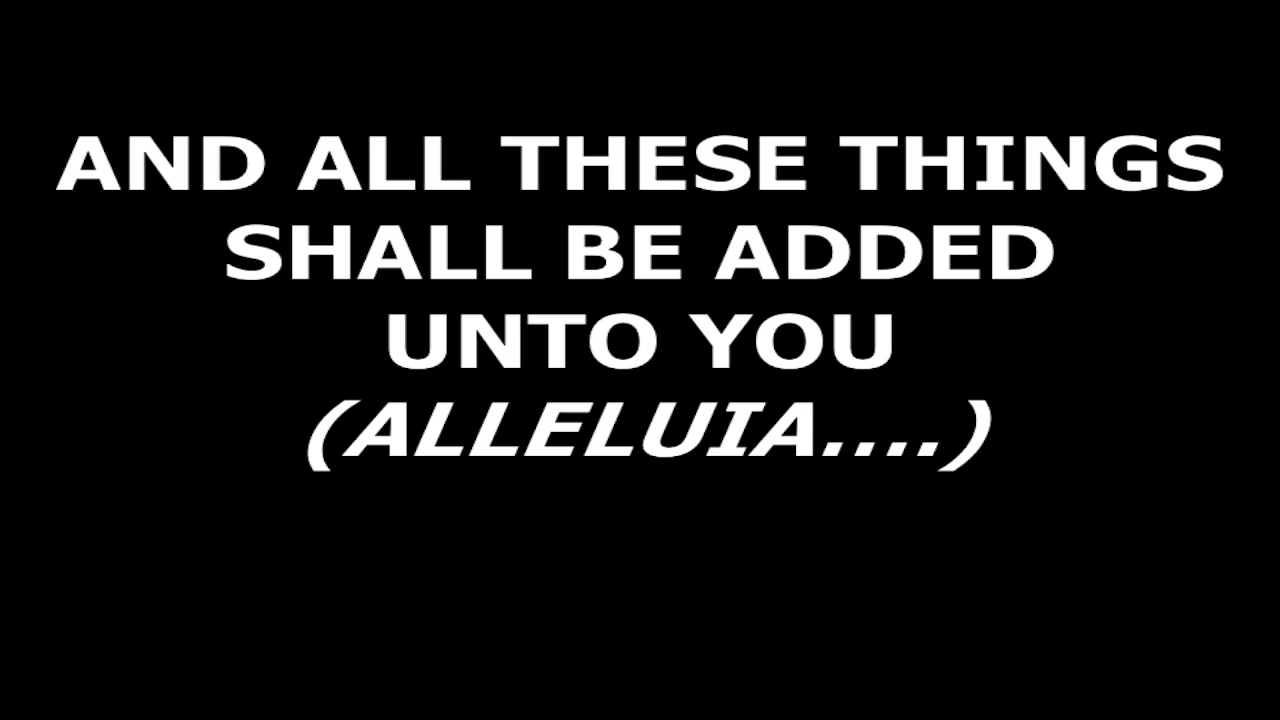 AND ALL THESE THINGS
SHALL BE ADDED
UNTO YOU
(ALLELUIA....)